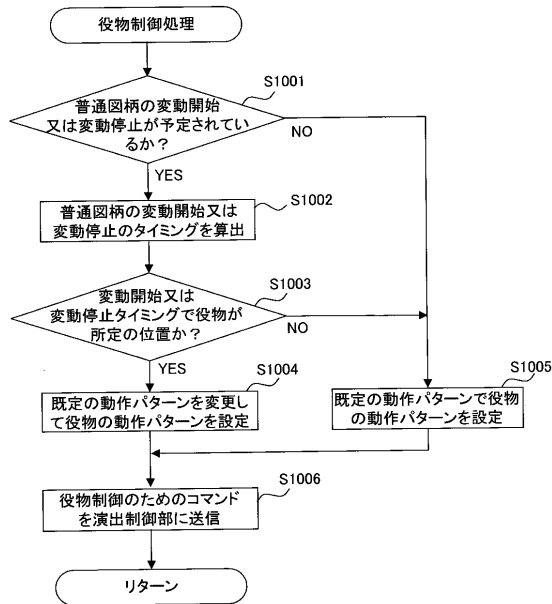 役物制御処理
S1001
普通図柄の変動開始
又は変動停止が予定されてい
るか?
NO
YES
S1002
普通図柄の変動開始又は
変動停止のタイミングを算出
S1003
変動開始又は
変動停止タイミングで役物が
所定の位置か?
NO
YES
S1004
既定の動作パターンを変更し
て役物の動作パターンを設定
S1005
既定の動作パターンで役物
の動作パターンを設定
S1006
役物制御のためのコマンド
を演出制御部に送信
リターン